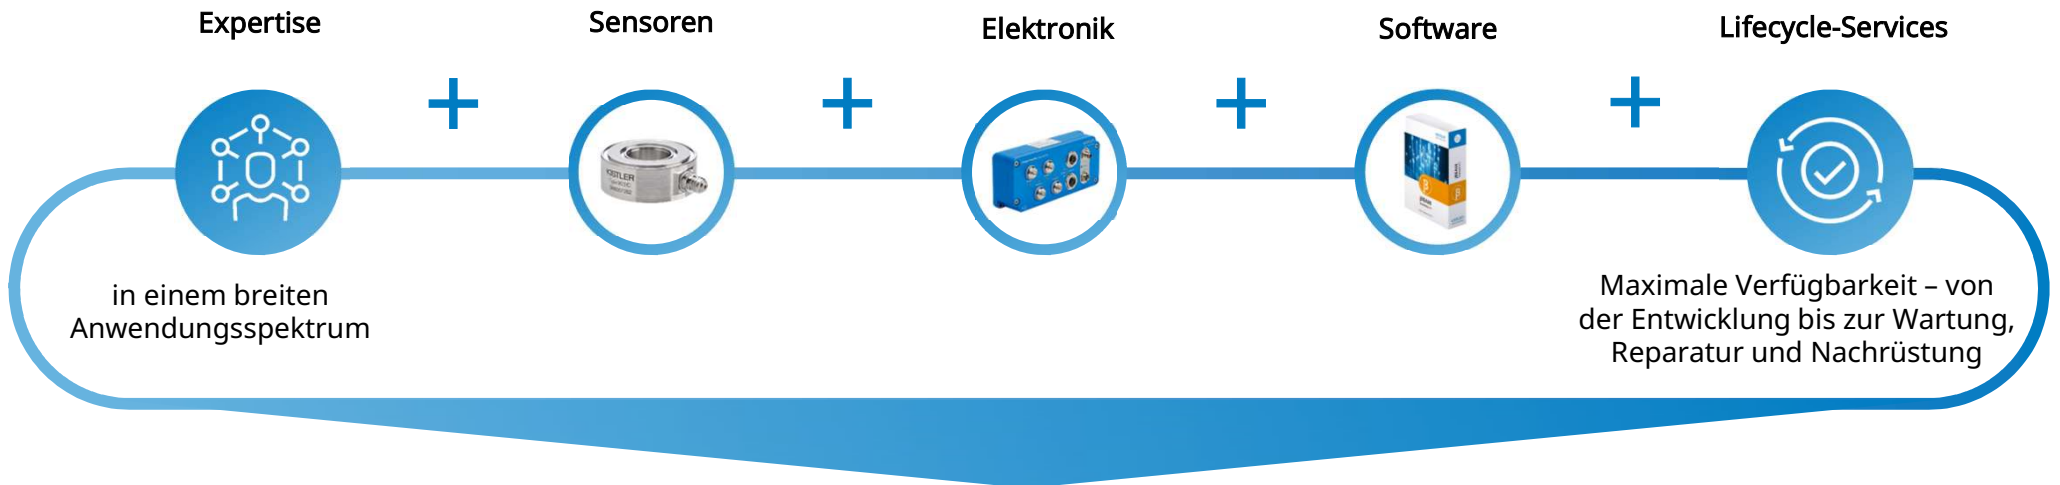 Expertise
Sensoren
Elektronik
Software
Lifecycle-Services
KISTLER
in einem breiten
Anwendungsspektrum
Maximale Verfügbarkeit – von
der Entwicklung bis zur Wartung,
Reparatur und Nachrüstung